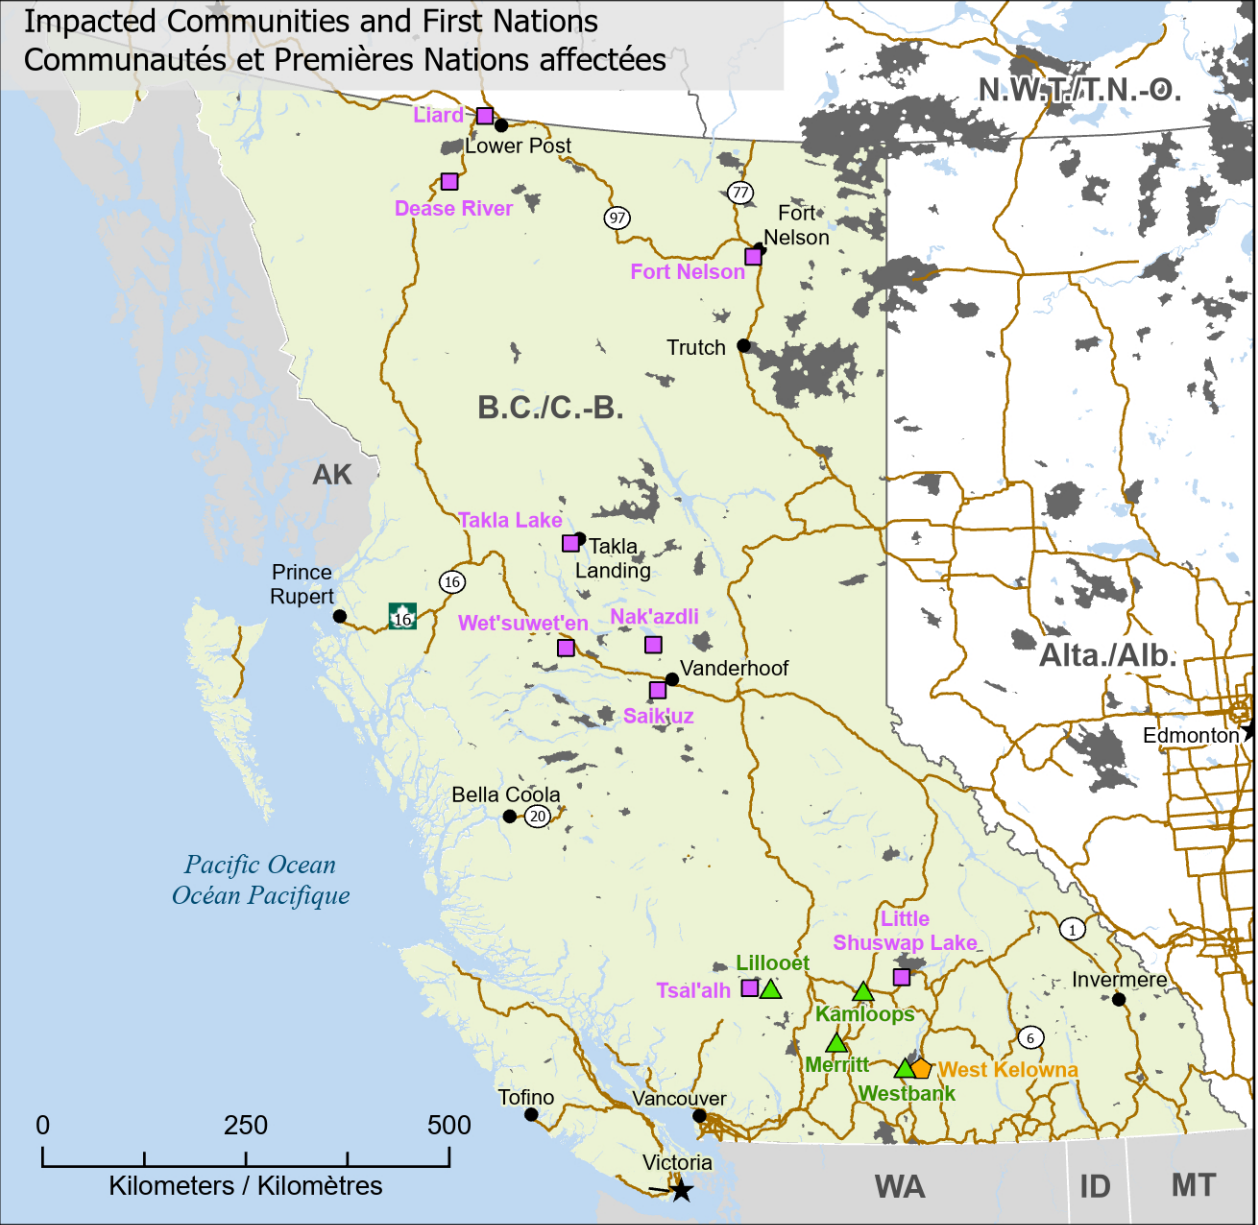 Impacted Communities and First Nations
Communautés et Premières Nations affectées
N.W.T./T.N.-O.
Liard
Lower Post
Dease River
77
97
Fort
Nelson
Fort Nelson
Trutch
B.C./C.-B.
AK
Takla Lake
Takla
Landing
Prince
Rupert
16
16
Wet'suwet'en
Nak'azdli
Alta./Alb.
Vanderhoof
Saik'uz
Edmonton
Bella Coola
20
Pacific Ocean
Océan Pacifique
Little
Shuswap Lake
1
Lillooet
Tsal'alh
Invermere
Kamloops
6
Merritt
West Kelowna
Westbank
Tofino
Vancouver
0 250 500
Kilometers / Kilomètres
Victoria
WA
ID
MT